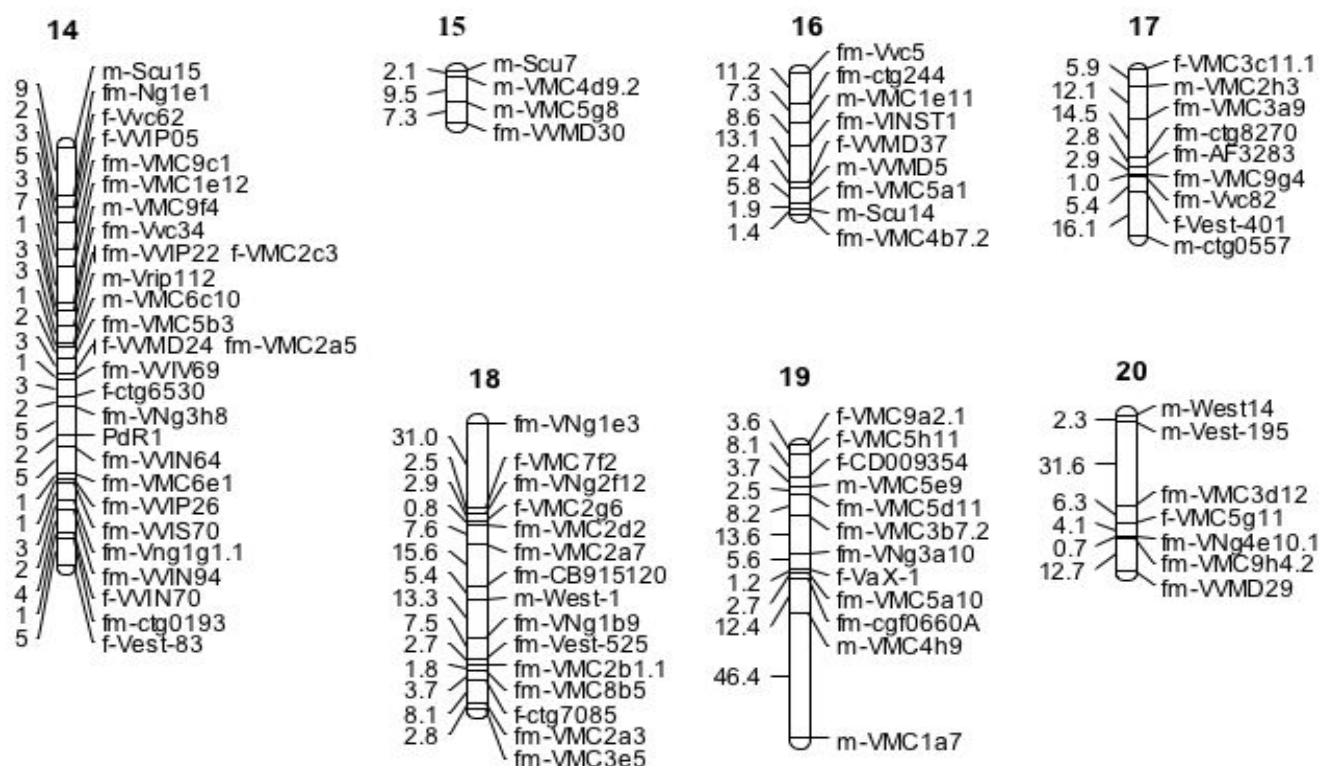 14
9
2
3
5
3
7
1
3
3
1
2
3
1
3
2
5
2
5
1
1
3
2
4
1
5
m-Scu15
fm-Ng1e1
f-Vvc62
f-VVIP05
fm-VMC9c1
fm-VMC1e12
m-VMC9f4
fm-Vvc34
fm-VVIP22 f-VMC2c3
m-Vrip112
m-VMC6c10
fm-VMC5b3
f-VVMD24 fm-VMC2a5
fm-VVIV69
f-ctg6530
fm-VNg3h8
PdR1
fm-VVIN64
fm-VMC6e1
fm-VVIP26
fm-VVIS70
fm-Vng1g1.1
fm-VVIN94
f-VVIN70
fm-ctg0193
f-Vest-83
15
2.1
9.5
7.3
m-Scu7
m-VMC4d9.2
m-VMC5g8
fm-VVMD30
16
11.2
7.3
8.6
13.1
2.4
5.8
1.9
1.4
fm-Vvc5
fm-ctg244
m-VMC1e11
fm-VINST1
f-VVMD37
m-VVMD5
fm-VMC5a1
m-Scu14
fm-VMC4b7.2
17
5.9
12.1
14.5
2.8
2.9
1.0
5.4
16.1
f-VMC3c11.1
m-VMC2h3
fm-VMC3a9
fm-ctg8270
fm-AF3283
fm-VMC9g4
fm-Vvc82
f-Vest-401
m-ctg0557
18
31.0
2.5
2.9
0.8
7.6
15.6
5.4
13.3
7.5
2.7
1.8
3.7
8.1
2.8
fm-VNg1e3
f-VMC7f2
fm-VNg2f12
f-VMC2g6
fm-VMC2d2
fm-VMC2a7
fm-CB915120
m-West-1
fm-VNg1b9
fm-Vest-525
fm-VMC2b1.1
fm-VMC8b5
f-ctg7085
fm-VMC2a3
fm-VMC3e5
19
3.6
8.1
3.7
2.5
8.2
13.6
5.6
1.2
2.7
12.4
46.4
f-VMC9a2.1
f-VMC5h11
f-CD009354
m-VMC5e9
fm-VMC5d11
fm-VMC3b7.2
fm-VNg3a10
f-VaX-1
fm-VMC5a10
fm-cgf0660A
m-VMC4h9
m-VMC1a7
20
2.3
31.6
6.3
4.1
0.7
12.7
m-West14
m-Vest-195
fm-VMC3d12
f-VMC5g11
fm-VNg4e10.1
fm-VMC9h4.2
fm-VVMD29